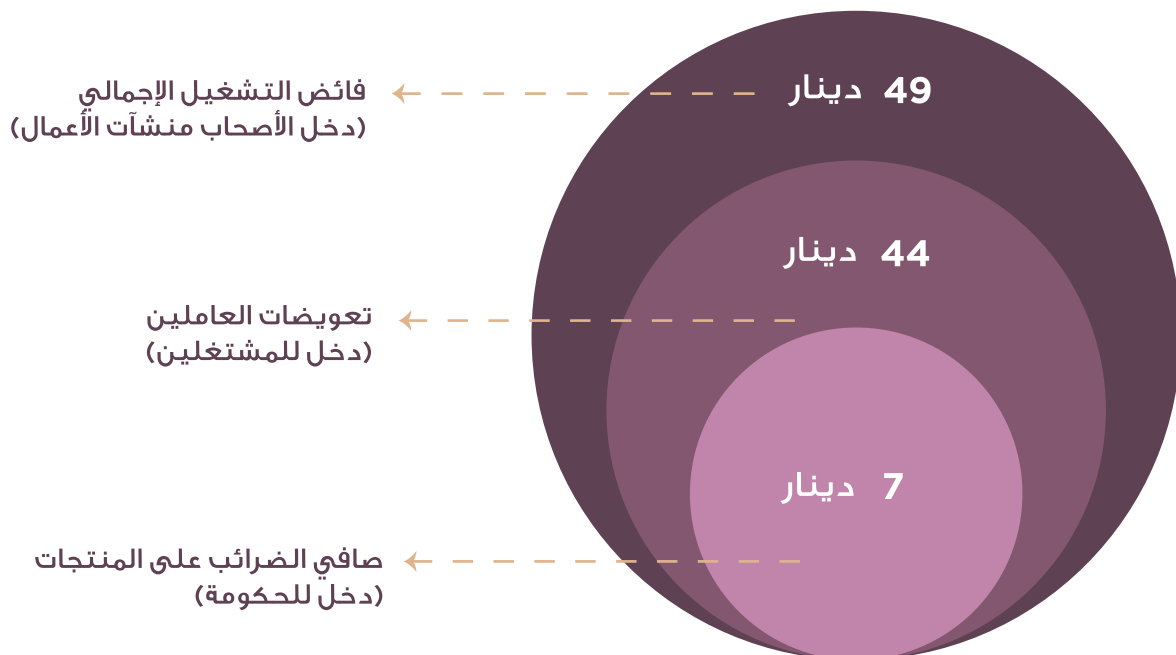 49 دينار
فائض التشغيل الإجمالي
(دخل الأصحاب منشآت الأعمال)
44 دينار
تعويضات العاملين
(دخل للمشتغلين)
7 دينار
صافي الضرائب على المنتجات
(دخل للحكومة)